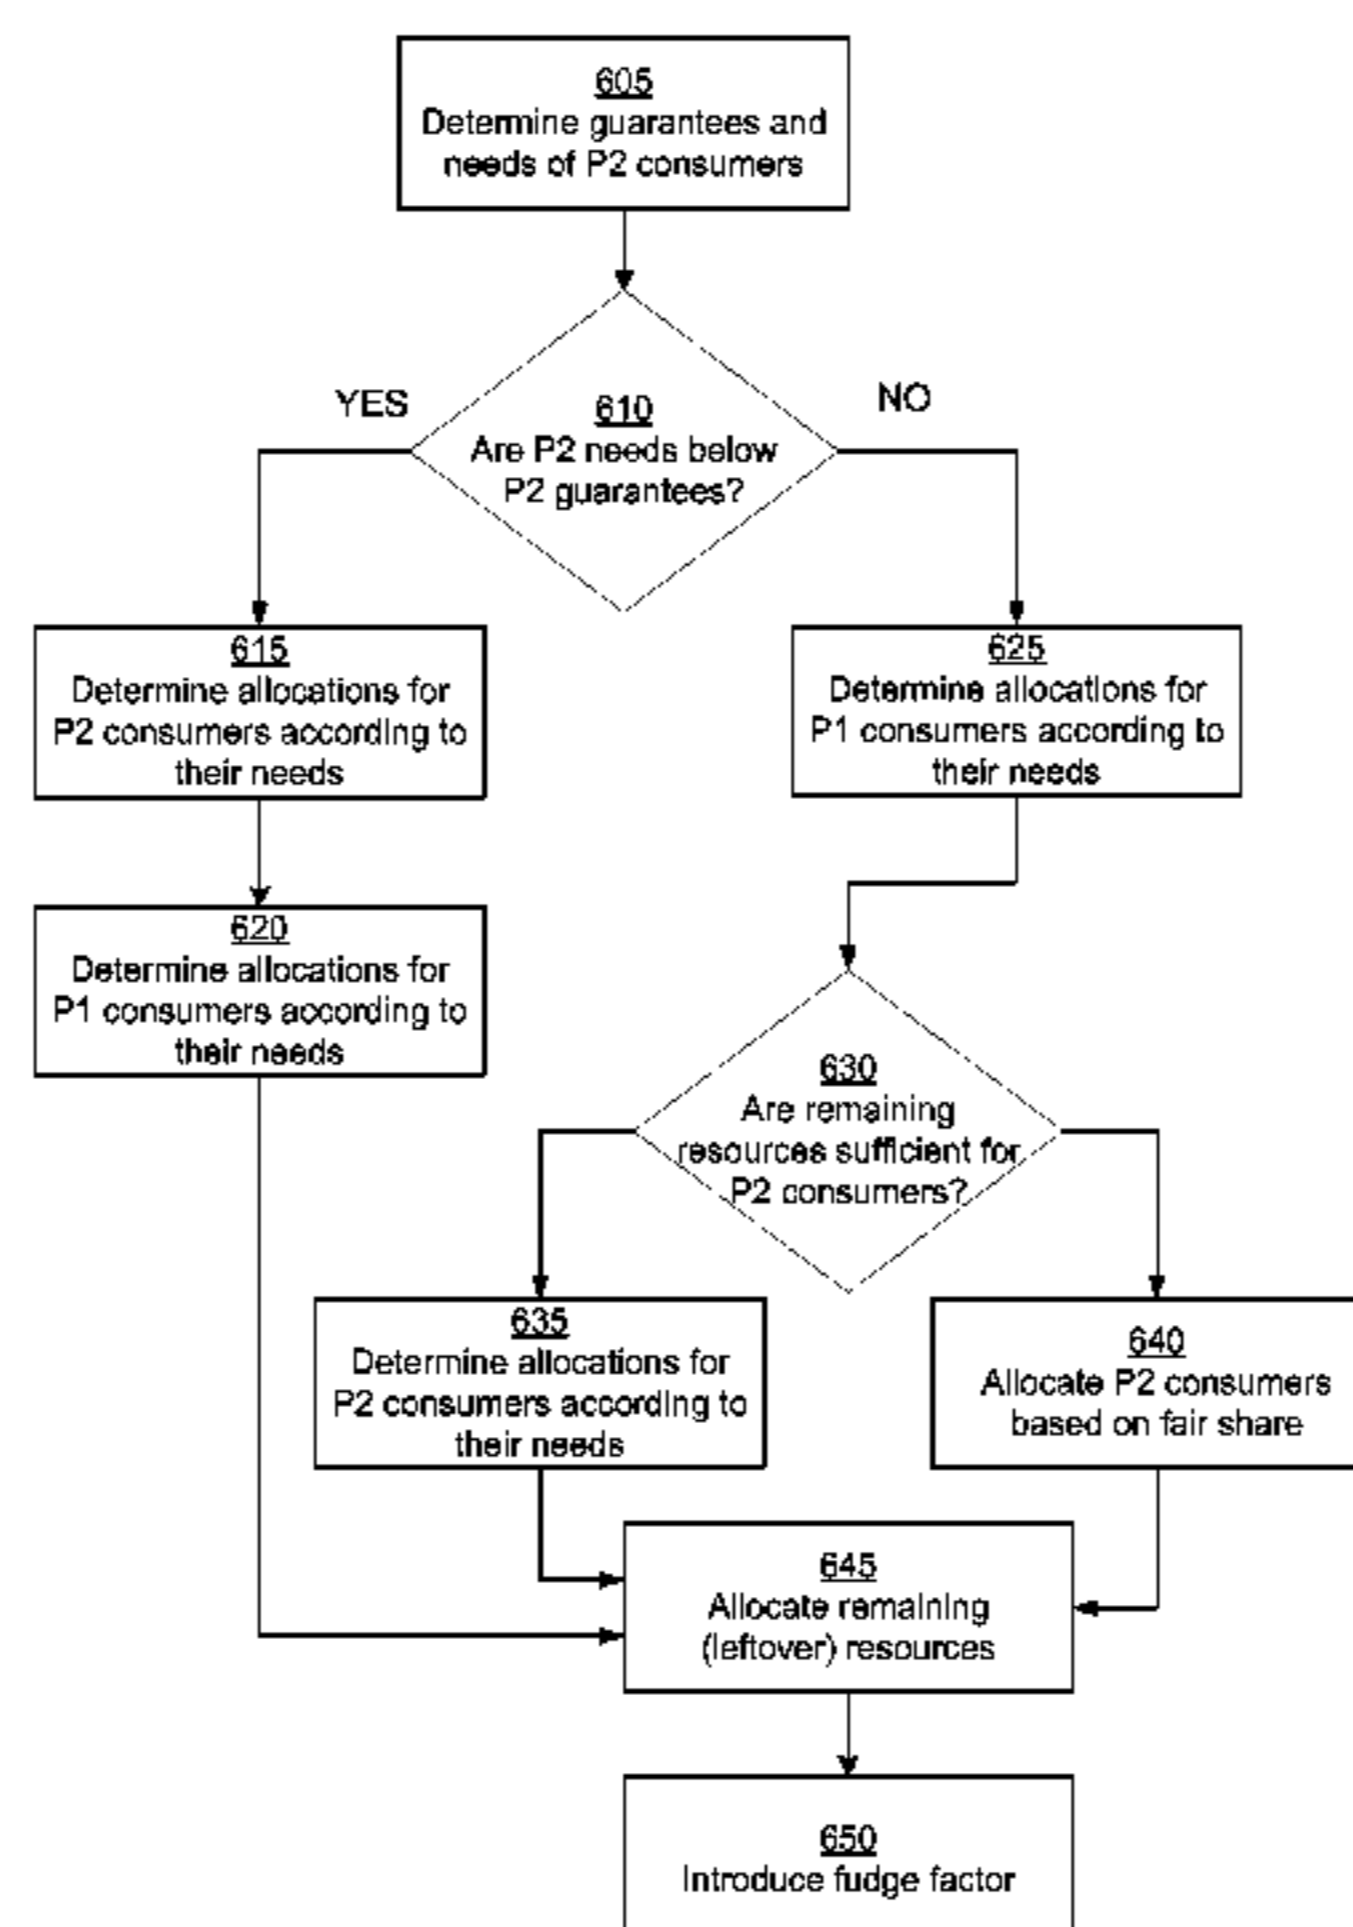 605
Determine guarantees and
needs of P2 consumers
YES
NO
610
Are P2 needs below
P2 guarantees?
615
Determine allocations for
P2 consumers according to
their needs
625
Determine allocations for
P1 consumers according to
their needs
620
Determine allocations for
P1 consumers according to
their needs
630
Are remaining
resources sufficient for
P2 consumers?
635
Determine allocations for
P2 consumers according to
their needs
640
Allocate P2 consumers
based on fair share
645
Allocate remaining
(leftover) resources
650
Introduce fudge factor